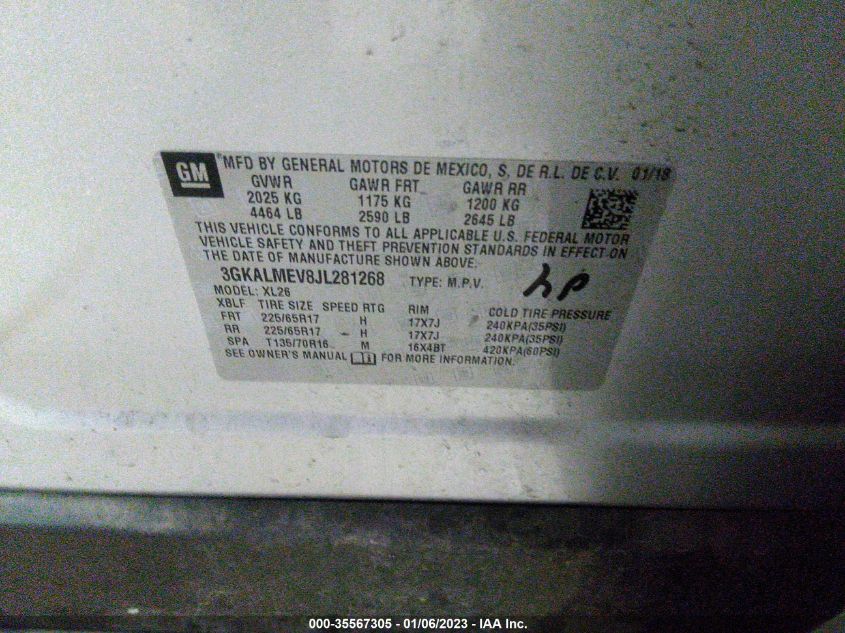 GM
®MFD BY GENERAL MOTORS DE MEXICO, S. DE R.L. DE C.V. 01/18
GVWR GAWR FRT GAWR RR
2025 KG 1175 KG 1200 KG
4464 LB 2590 LB 2645 LB
THIS VEHICLE CONFORMS TO ALL APPLICABLE U.S. FEDERAL MOTOR
VEHICLE SAFETY AND THEFT PREVENTION STANDARDS IN EFFECT ON
THE DATE OF MANUFACTURE SHOWN ABOVE.
3GKALMEV8JL281268 TYPE: M.P.V.
MODEL: XL26
XBLF TIRE SIZE SPEED RTG RIM COLD TIRE PRESSURE
FRT 225/65R17 H 17X7J 240KPA(35PSI)
RR 225/65R17 H 17X7J 240KPA(35PSI)
SPA T135/70R16 M 16X4BT 420KPA(60PSI)
SEE OWNER'S MANUAL FOR MORE INFORMATION.
000-35567305 - 01/06/2023 - IAA Inc.